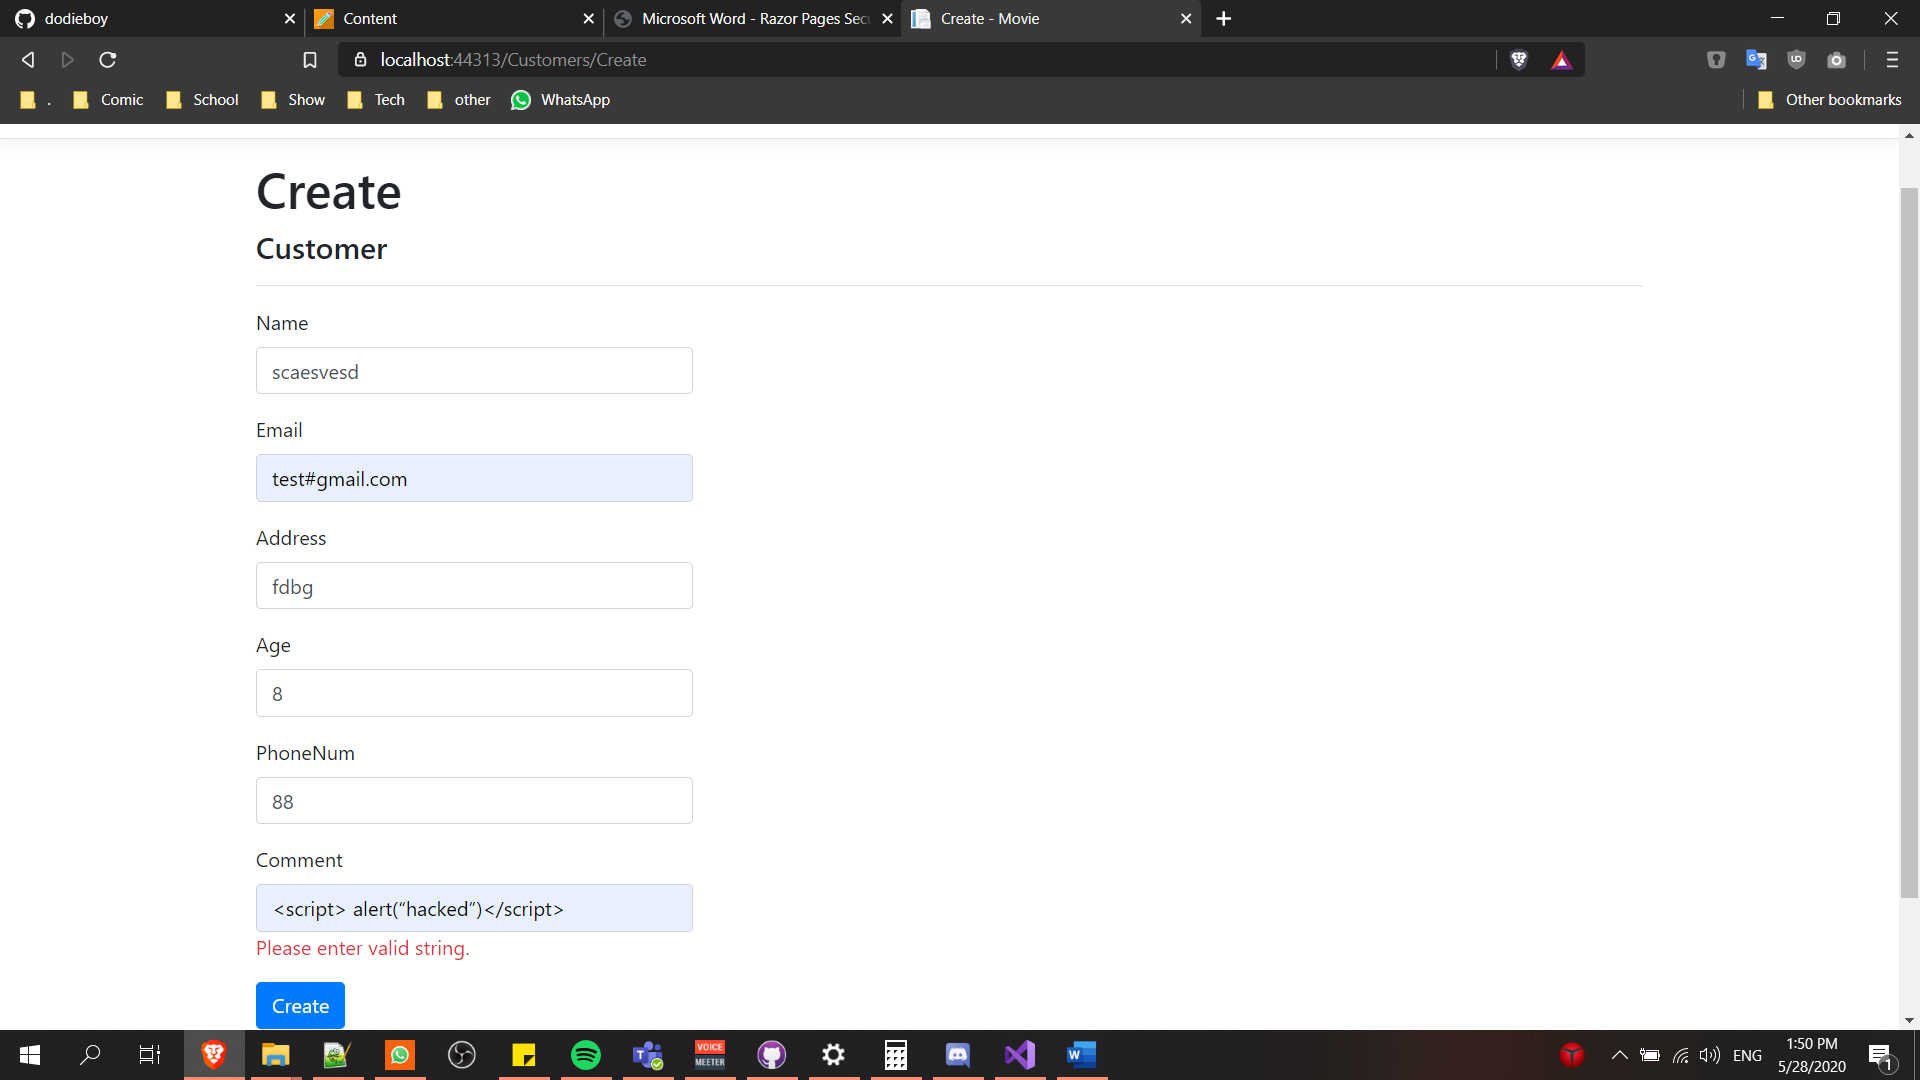 dodieboy
Content
Microsoft Word - Razor Pages Secu
Create - Movie
localhost:44313/Customers/Create
.
Comic
School
Show
Tech
other
WhatsApp
Other bookmarks
Create
Customer
Name
scaesvesd
Email
test#gmail.com
Address
fdbg
Age
8
PhoneNum
88
Comment
<script> alert(“hacked”)</script>
Please enter valid string.
Create
VOICE
MEETER
ENG
1:50 PM
5/28/2020
1